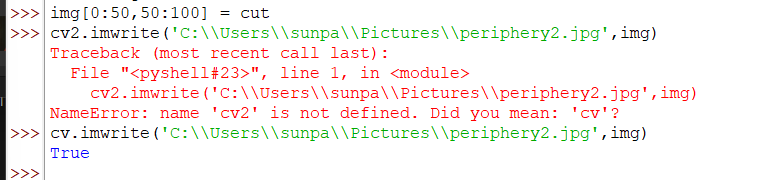 >>> img[0:50,50:100] = cut
>>> cv2.imwrite('C:\\Users\\sunpa\\Pictures\\periphery2.jpg',img)
Traceback (most recent call last):
  File "<pyshell#23>", line 1, in <module>
    cv2.imwrite('C:\\Users\\sunpa\\Pictures\\periphery2.jpg',img)
NameError: name 'cv2' is not defined. Did you mean: 'cv'?
>>> cv.imwrite('C:\\Users\\sunpa\\Pictures\\periphery2.jpg',img)
True
>>>